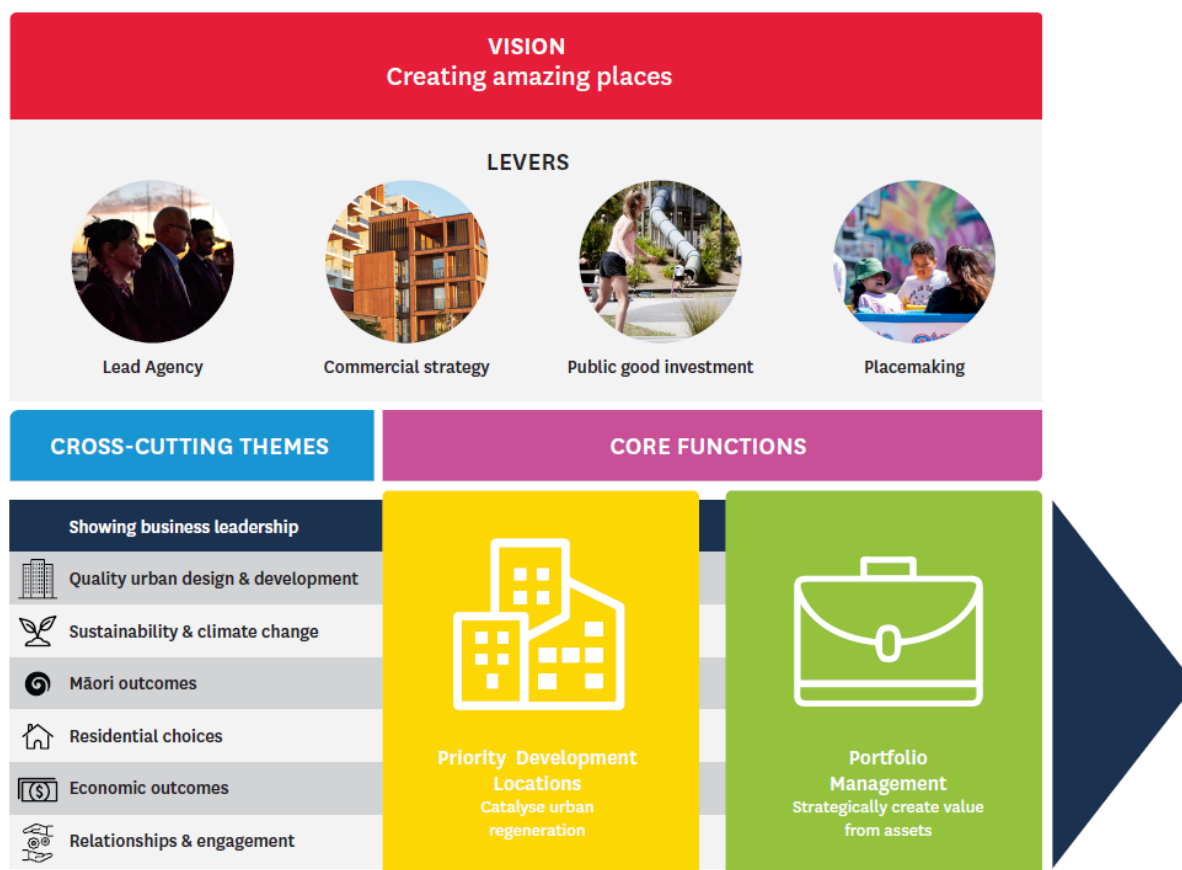 VISION
Creating amazing places
LEVERS
Lead Agency
Commercial strategy
Public good investment
Placemaking
CROSS-CUTTING THEMES
CORE FUNCTIONS
Showing business leadership
Quality urban design & development
Sustainability & climate change
Māori outcomes
Residential choices
Economic outcomes
Relationships & engagement
Priority Development
Locations
Catalyse urban
regeneration
Portfolio
Management
Strategically create value
from assets